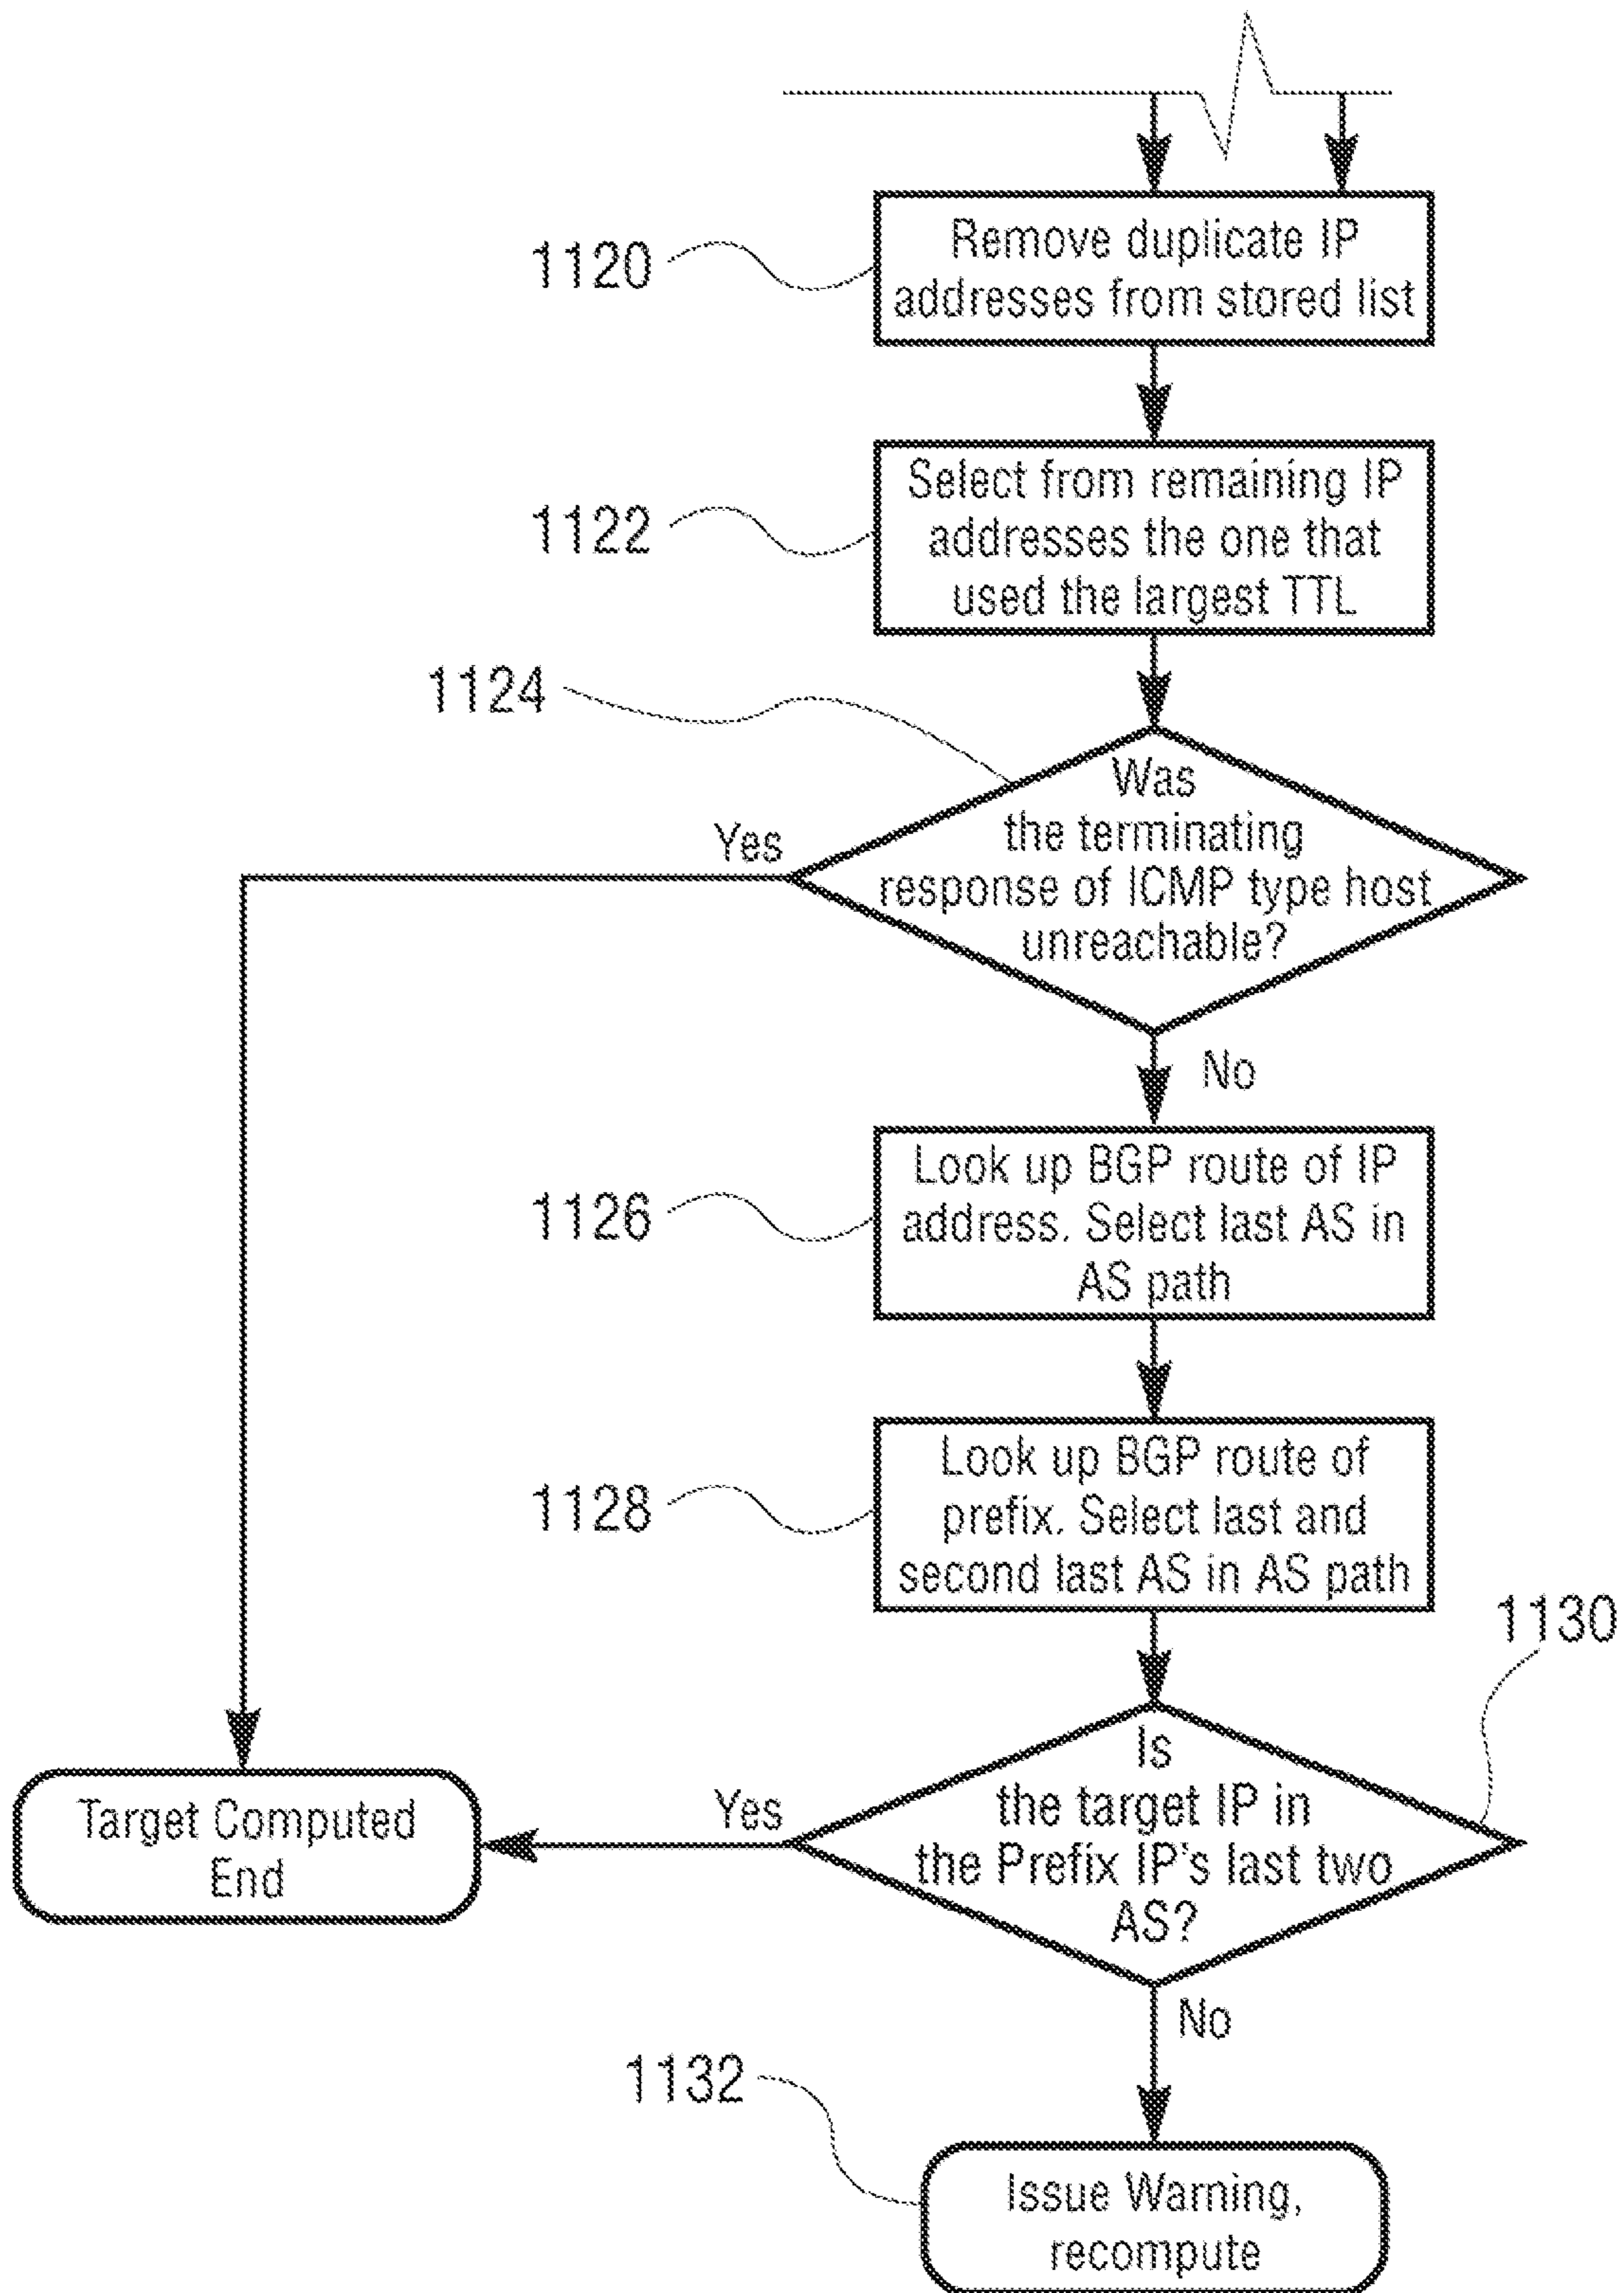 1120
Remove duplicate IP
addresses from stored list
1122
Select from remaining IP
addresses the one that
used the largest TTL
1124
Was
the terminating
response of ICMP type host
unreachable?
Yes
No
1126
Look up BGP route of IP
address. Select last AS in
AS path
1128
Look up BGP route of
prefix. Select last and
second last AS in AS path
1130
Is
the target IP in
the Prefix IP's last two
AS?
Yes
Target Computed
End
No
1132
Issue Warning,
recompute